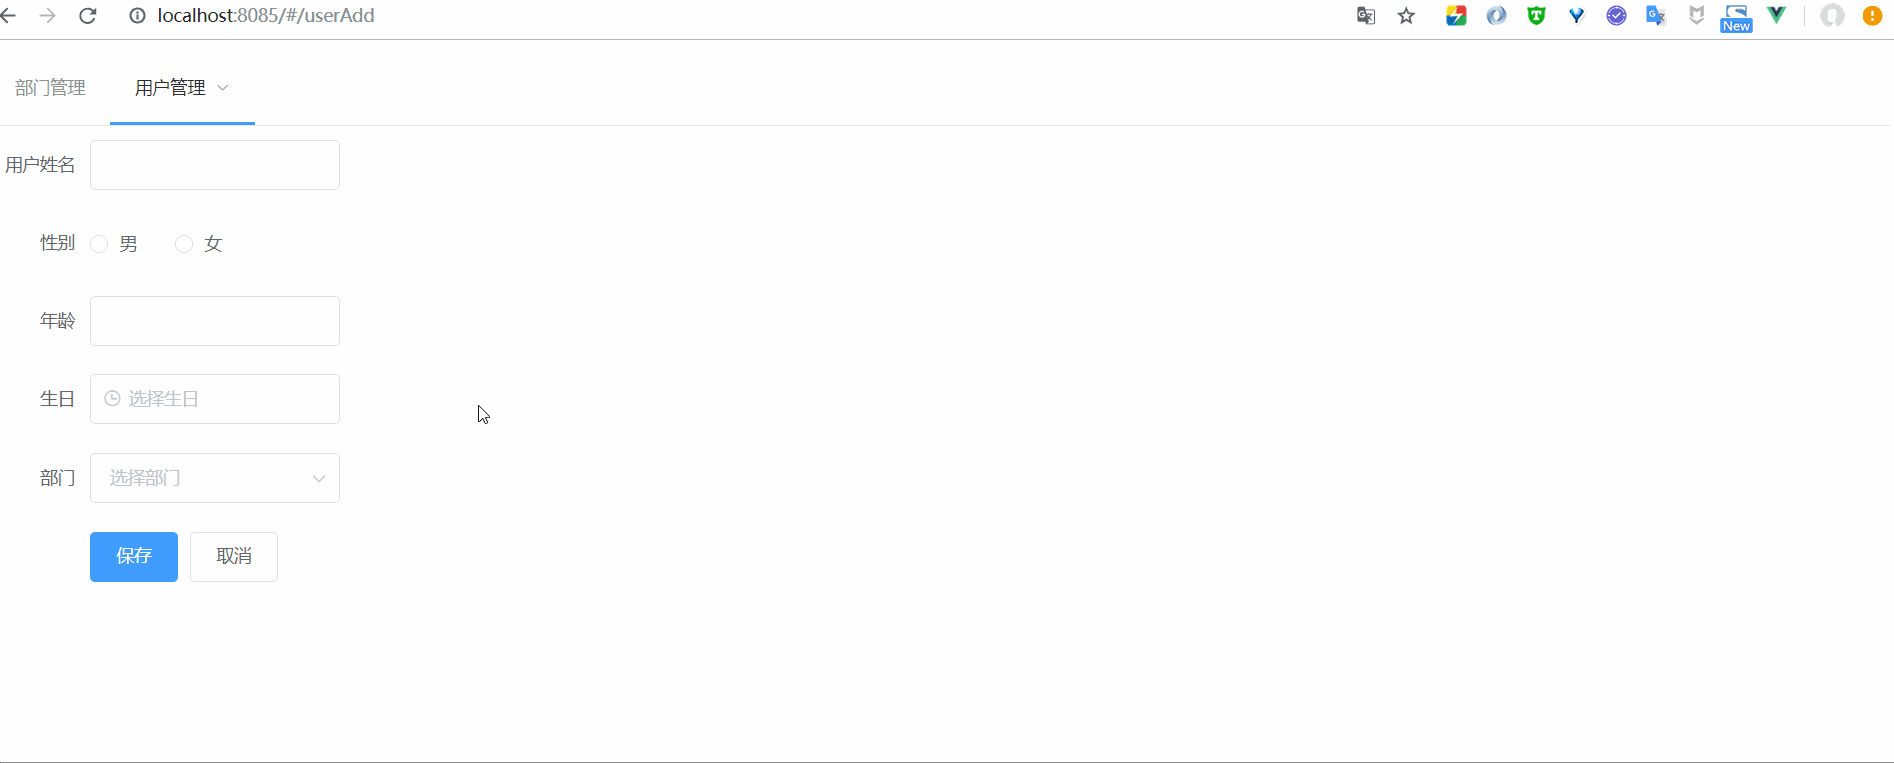 localhost:8085/#/userAdd
New
部门管理 用户管理
用户姓名
性别 男 女
年龄
生日 选择生日
部门 选择部门
保存 取消